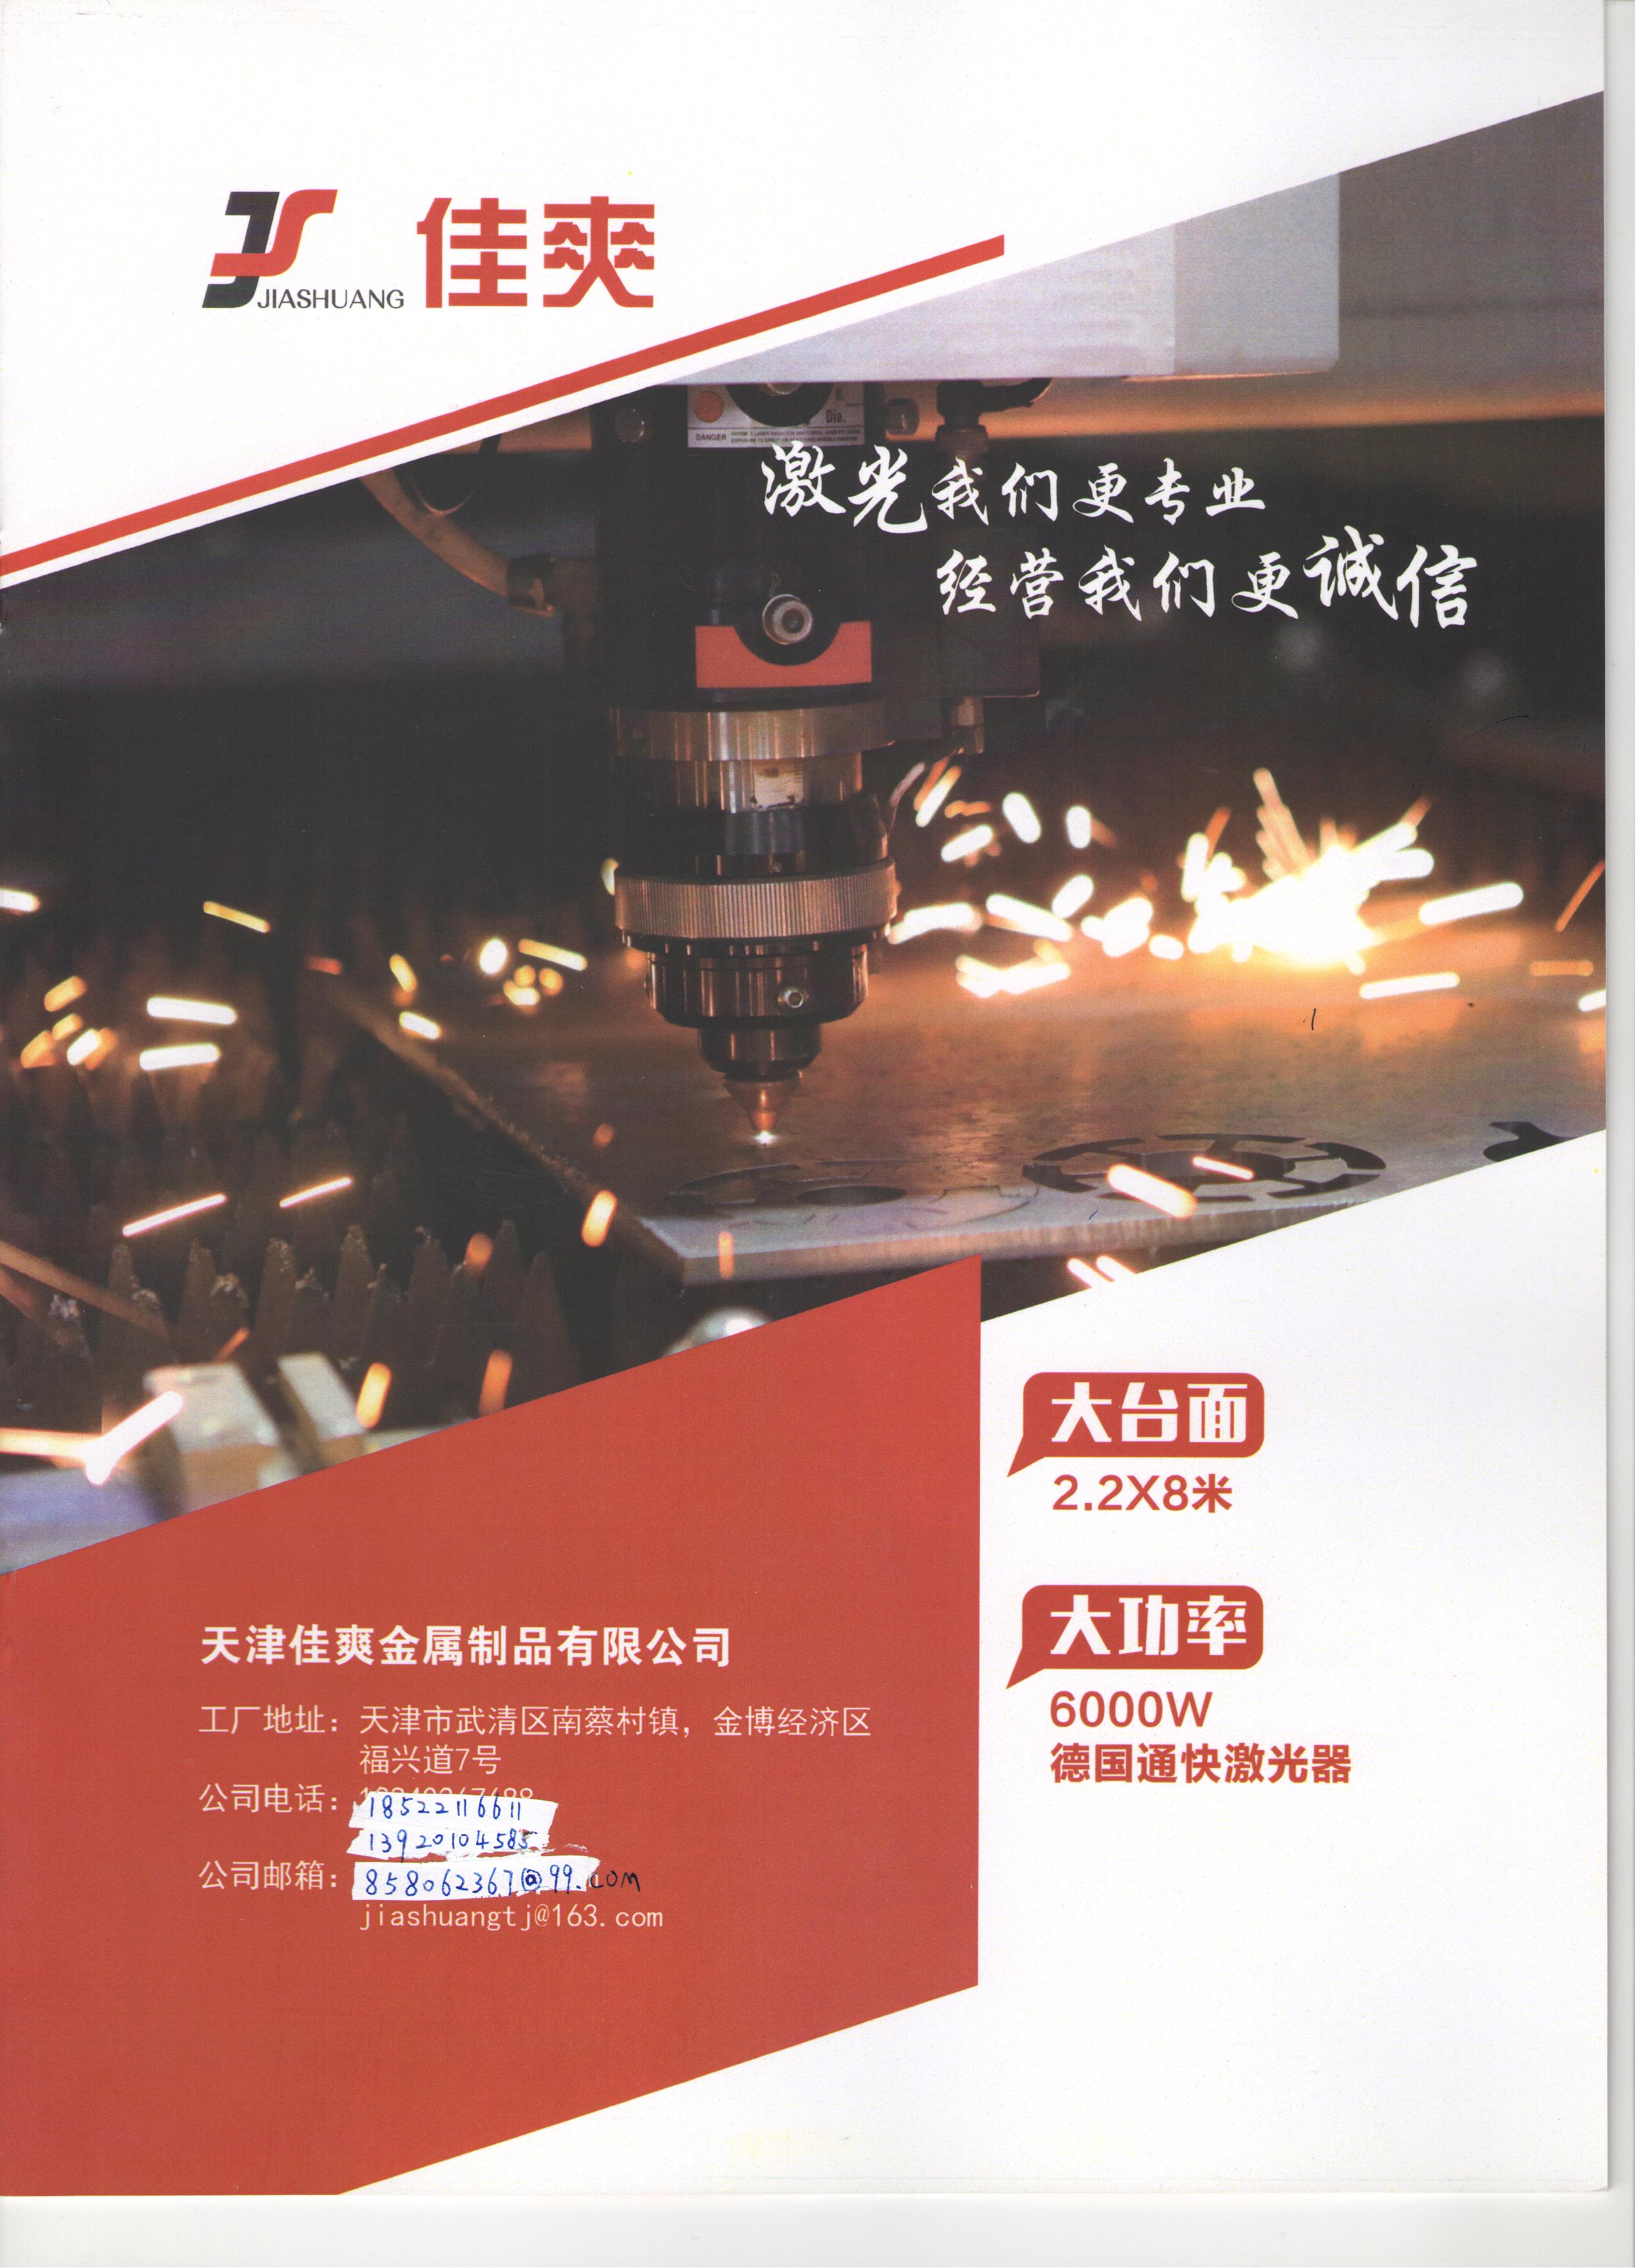 JIASHUANG 佳爽
Dia.
DANGER
激光我们更专业
经营我们更诚信
大台面
2.2X8米
大功率
6000W
德国通快激光器
天津佳爽金属制品有限公司
工厂地址：天津市武清区南蔡村镇，金博经济区
福兴道7号
公司电话：
18522116611
13920104585
公司邮箱：858062367@99.com
jiashuangtj@163.com